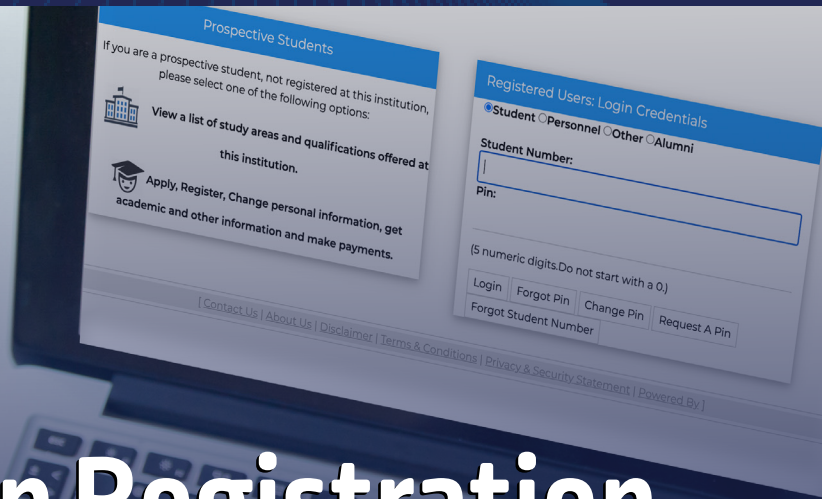 Prospective Students
If you are a prospective student, not registered at this institution,
please select one of the following options:
View a list of study areas and qualifications offered at
this institution.
Apply, Register, Change personal information, get
academic and other information and make payments.
Registered Users: Login Credentials
Student Personnel Other Alumni
Student Number:
Pin:
(5 numeric digits.Do not start with a 0.)
Login Forgot Pin Change Pin Request A Pin
Forgot Student Number
[ Contact Us | About Us | Disclaimer | Terms & Conditions | Privacy & Security Statement | Powered By ]
n Registration